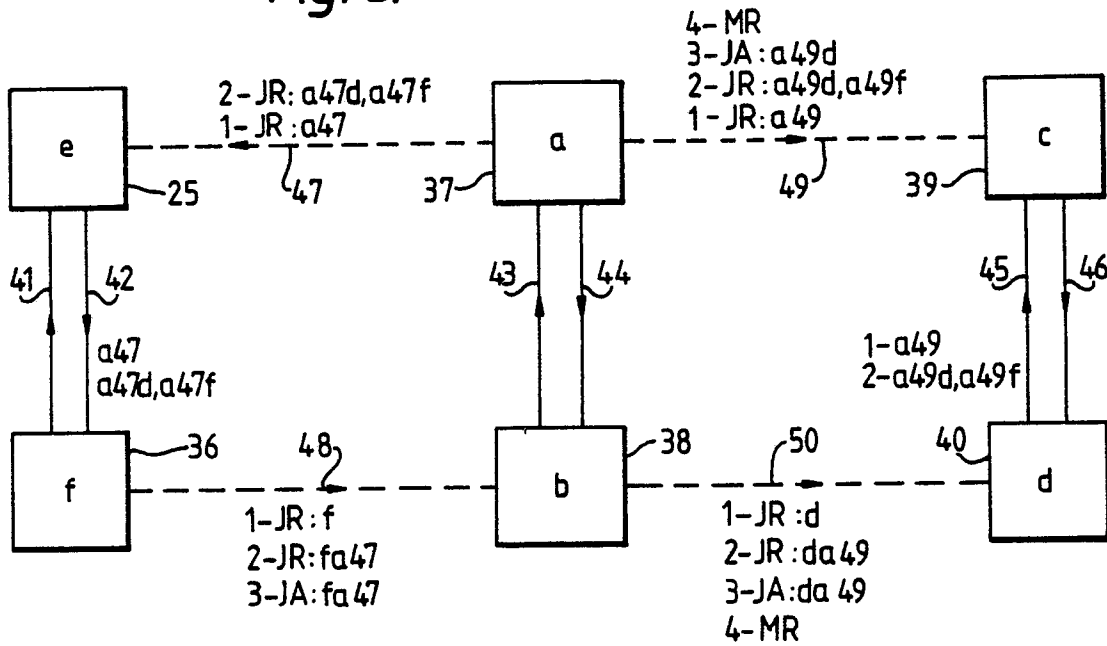 4-MR
3-JA:a49d
2-JR:a47d,a47f
2-JR:a49d,a49f
1-JR:a47
1-JR:a49
e
a
c
25
47
37
49
39
41
42
43
44
45
46
a47
a47d,a47f
1-a49
2-a49d,a49f
36
48
38
50
40
f
b
d
1-JR:f
2-JR:fa47
3-JA:fa47
1-JR:d
2-JR:da49
3-JA:da49
4-MR